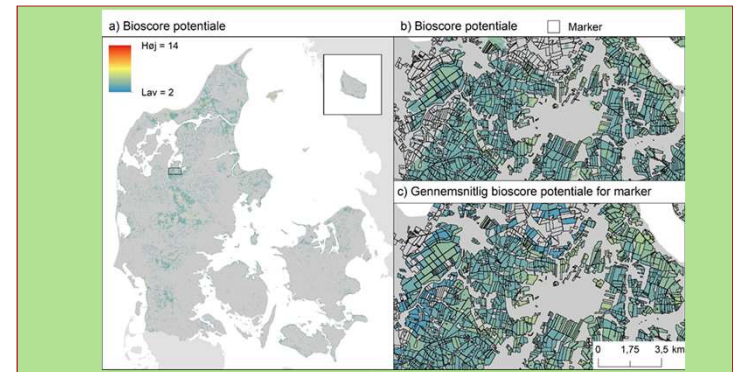 a) Bioscore potentiale
Høj = 14
Lav = 2
b) Bioscore potentiale
Marker
c) Gennemsnitlig bioscore potentiale for marker
0 1,75 3,5 km